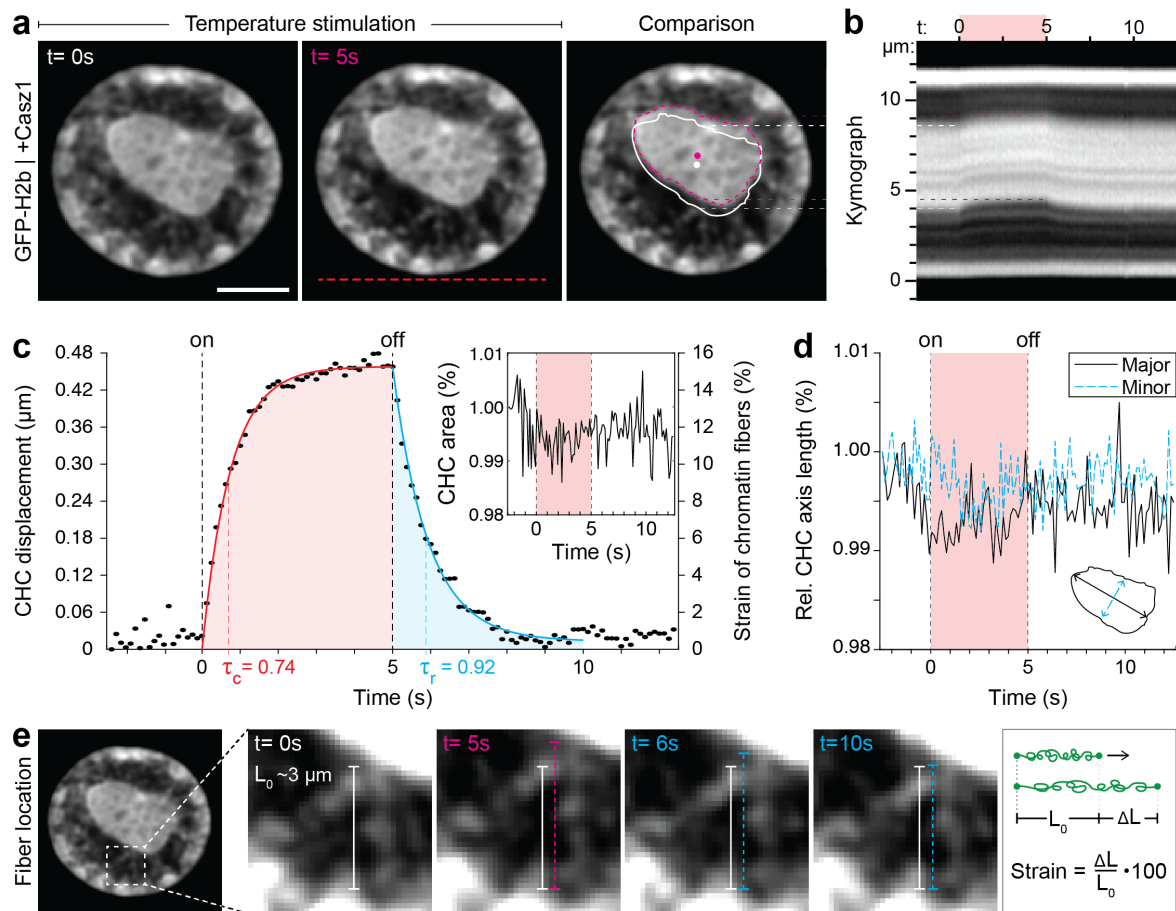 a
Temperature stimulation
Comparison
GFP-H2b | +Casz1
t= 0s
t= 5s
b
t: 0 5 10
µm:
Kymograph
10
5
0
c
on
off
CHC displacement (µm)
0.48
0.42
0.36
0.30
0.24
0.18
0.12
0.06
0
0 5 10
τc= 0.74
τr= 0.92
Time (s)
16
14
12
10
8
6
4
2
0
Strain of chromatin fibers (%)
CHC area (%)
1.01
1.00
0.99
0.98
0 5 10
Time (s)
d
on
off
Major
Minor
Rel. CHC axis length (%)
1.01
1.00
0.99
0.98
0 5 10
Time (s)
e
Fiber location
t= 0s
L0~3 µm
t= 5s
t= 6s
t=10s
L0
ΔL
Strain = ΔL/L0 •100